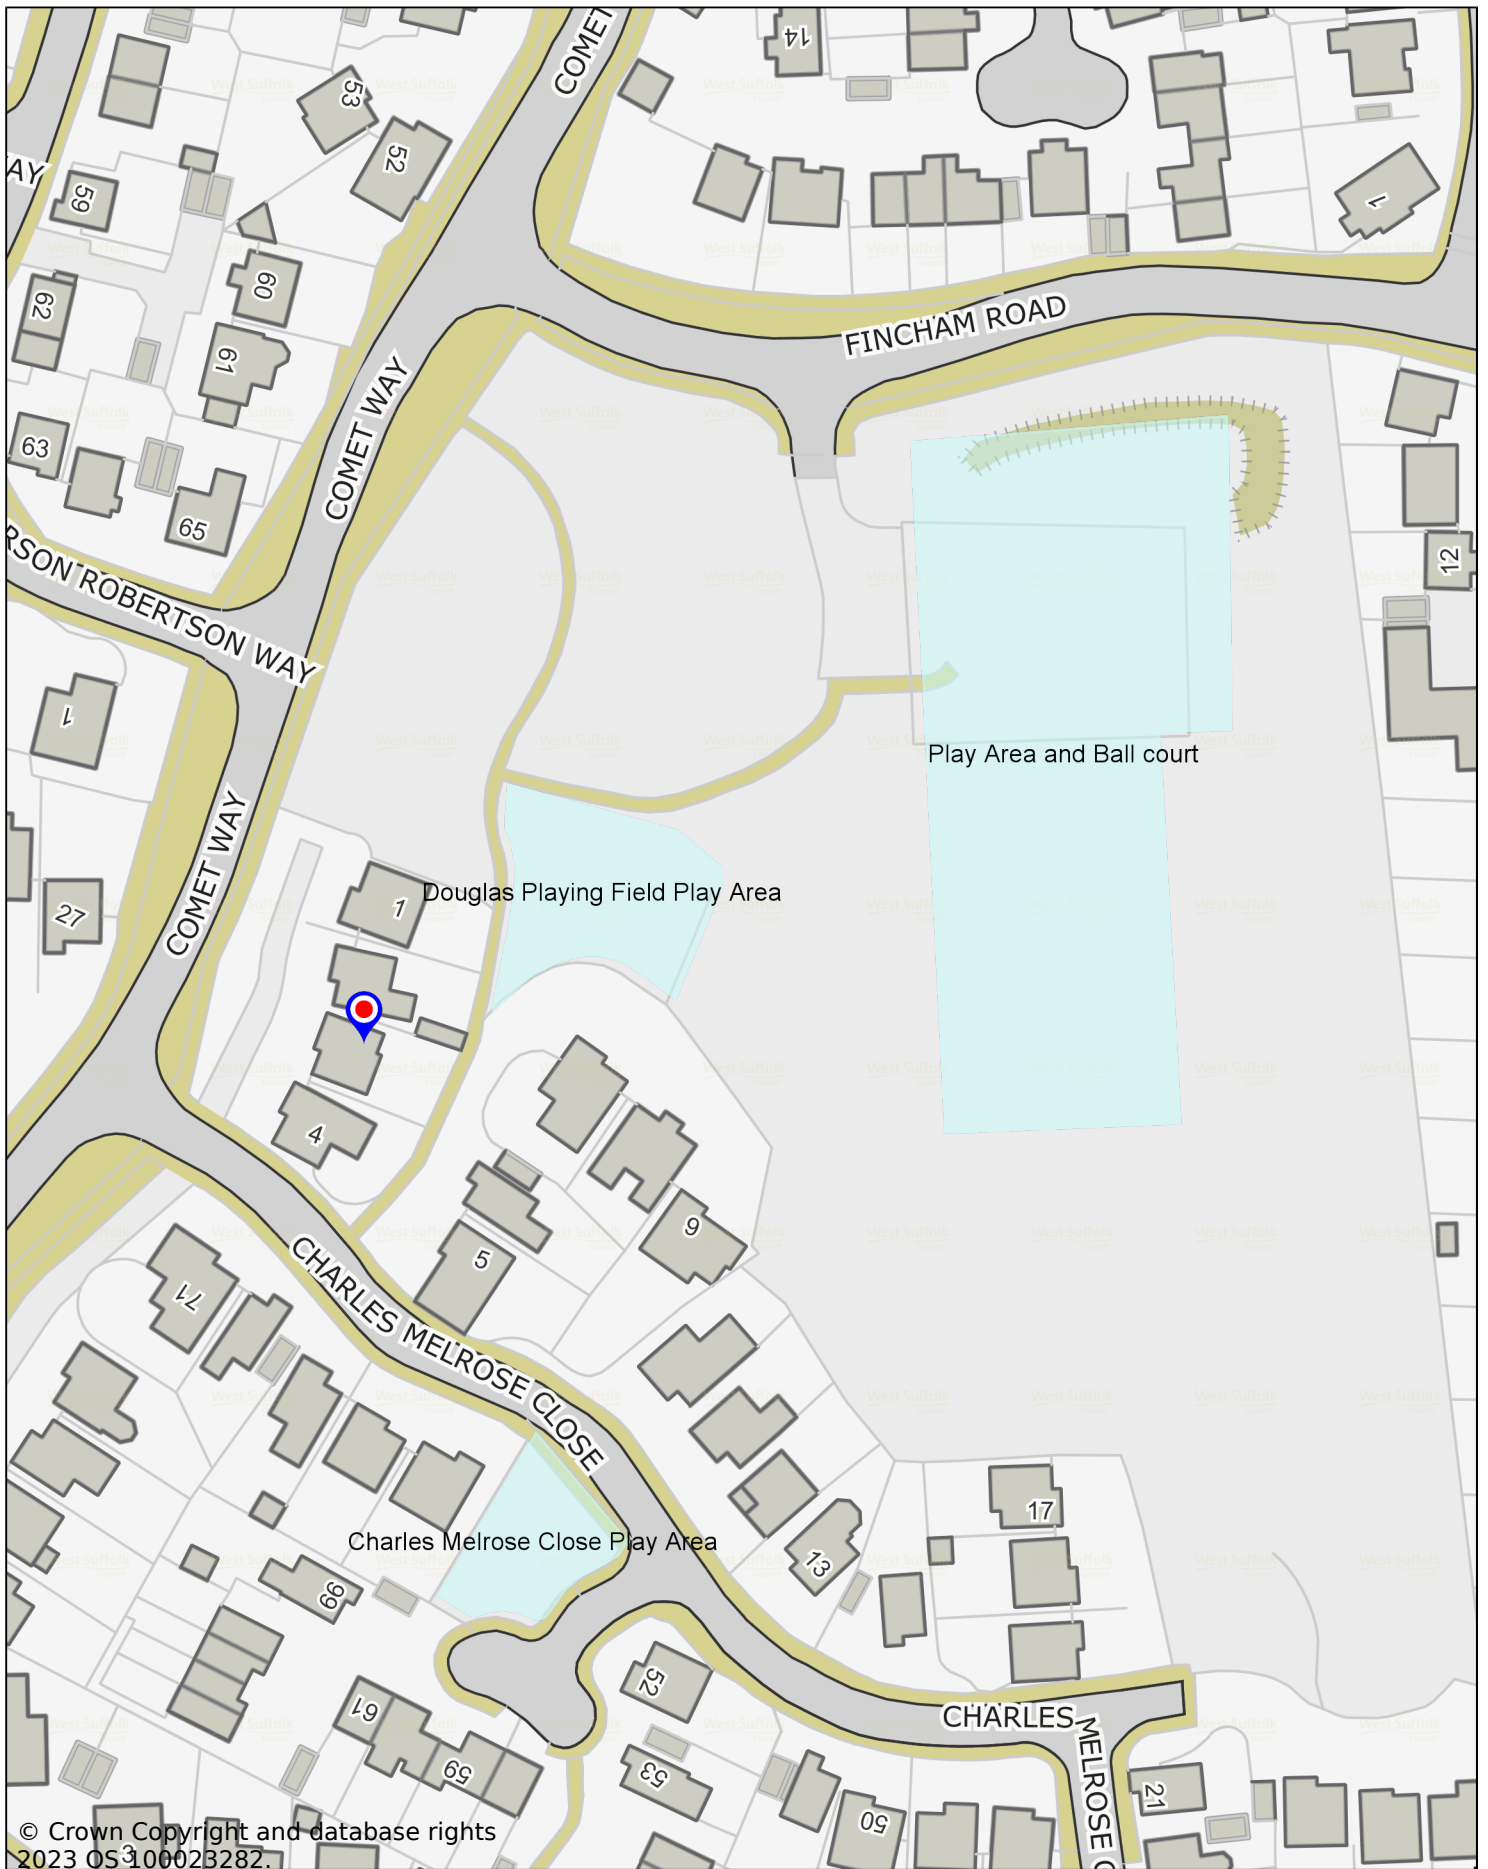 COMET
14
53
52
AY
59
1
60
62
FINCHAM ROAD
61
COMET WAY
63
65
12
RSON ROBERTSON WAY
1
Play Area and Ball court
COMET WAY
Douglas Playing Field Play Area
1
27
4
9
5
71
CHARLES MELROSE CLOSE
17
Charles Melrose Close Play Area
13
66
52
61
CHARLES
MELROSE C
59
53
21
50
© Crown Copyright and database rights
2023 OS 100023282.
3
West Suffolk